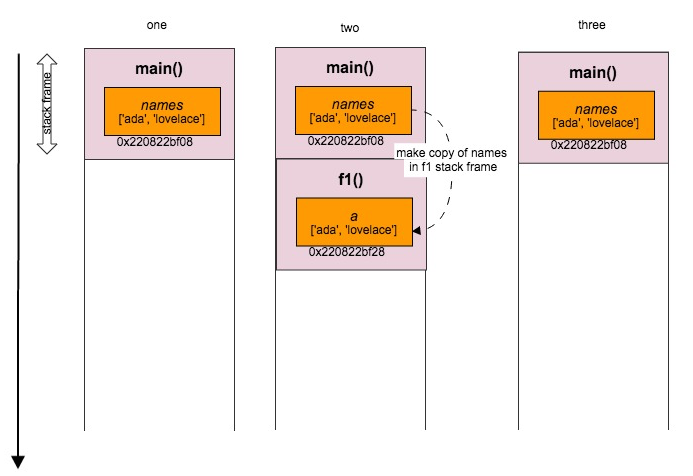 one
two
three
stack frame
main()
names
['ada', 'lovelace']
0x220822bf08
main()
names
['ada', 'lovelace']
0x220822bf08
make copy of names
in f1 stack frame
f1()
a
['ada', 'lovelace']
0x220822bf28
main()
names
['ada', 'lovelace']
0x220822bf08